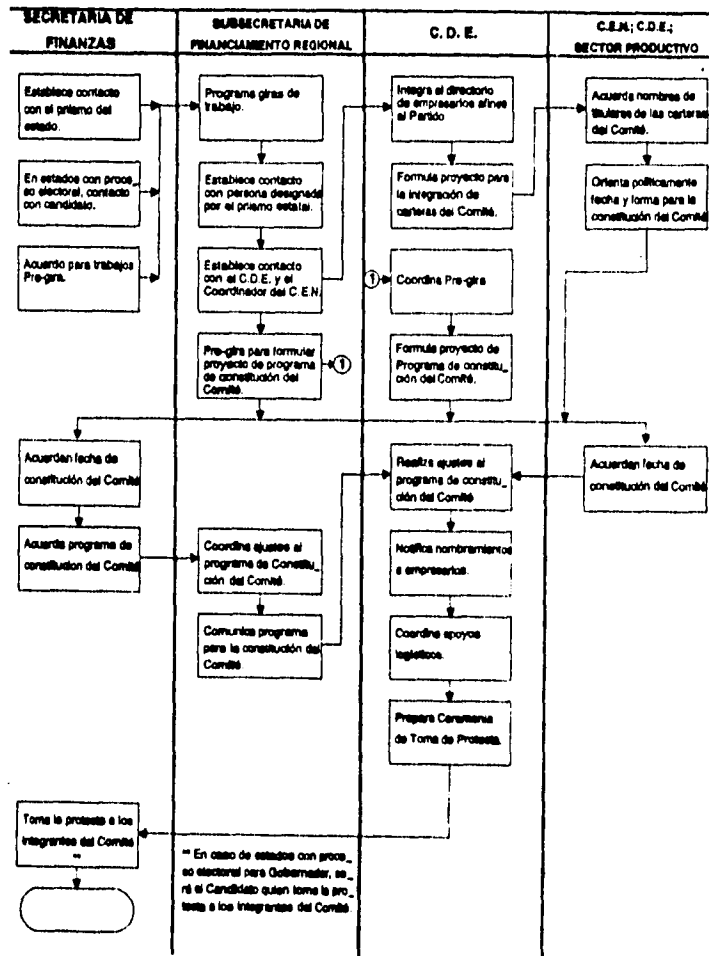 SECRETARIA DE
FINANZAS
SUBSECRETARIA DE
FINANCIAMIENTO REGIONAL
C. D. E.
C.E.N.; C.D.E.;
SECTOR PRODUCTIVO
Establece contacto
con el priismo del
estado.
En estados con proce_
so electoral, contacto
con candidato.
Acuerdo para trabajos
Pre-gira.
Programa giras de
trabajo.
Establece contacto
con persona designada
por el priismo estatal.
Establece contacto
con el C.D.E. y el
Coordinador del C.E.N.
Pre-gira para formular
proyecto de programa
de constitución del
Comité.
1
Integra el directorio
de empresarios afines
al Partido
Formula proyecto para
la integración de
carteras del Comité.
1
Coordina Pre-gira
Formula proyecto de
Programa de constitu_
ción del Comité.
Acuerda nombres de
titulares de las carteras
del Comité.
Orienta políticamente
fecha y forma para la
constitución del Comité
Acuerdan fecha de
constitución del Comité
Acuerda programa de
constitucion del Comité
Coordina ajustes al
programa de Constitu_
ción del Comité.
Comunica programa
para la constitución del
Comité
Realiza ajustes al
programa de constitu_
ción del Comité
Notifica nombramientos
a empresarios.
Coordina apoyos
logísticos.
Prepara Ceremonia
de Toma de Protesta.
Acuerdan fecha de
constitución del Comité
Toma la protesta a los
integrantes del Comité
**
** En caso de estados con proce_
so electoral para Gobernador, se_
rá el Candidato quien tome la pro_
testa a los integrantes del Comité.